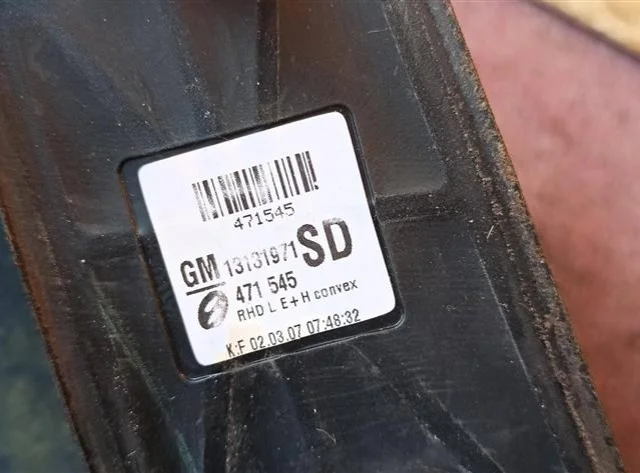 471545
GM 13131971 SD
471 545
RHD L E+H convex
K:F 02.03.07 07:48:32